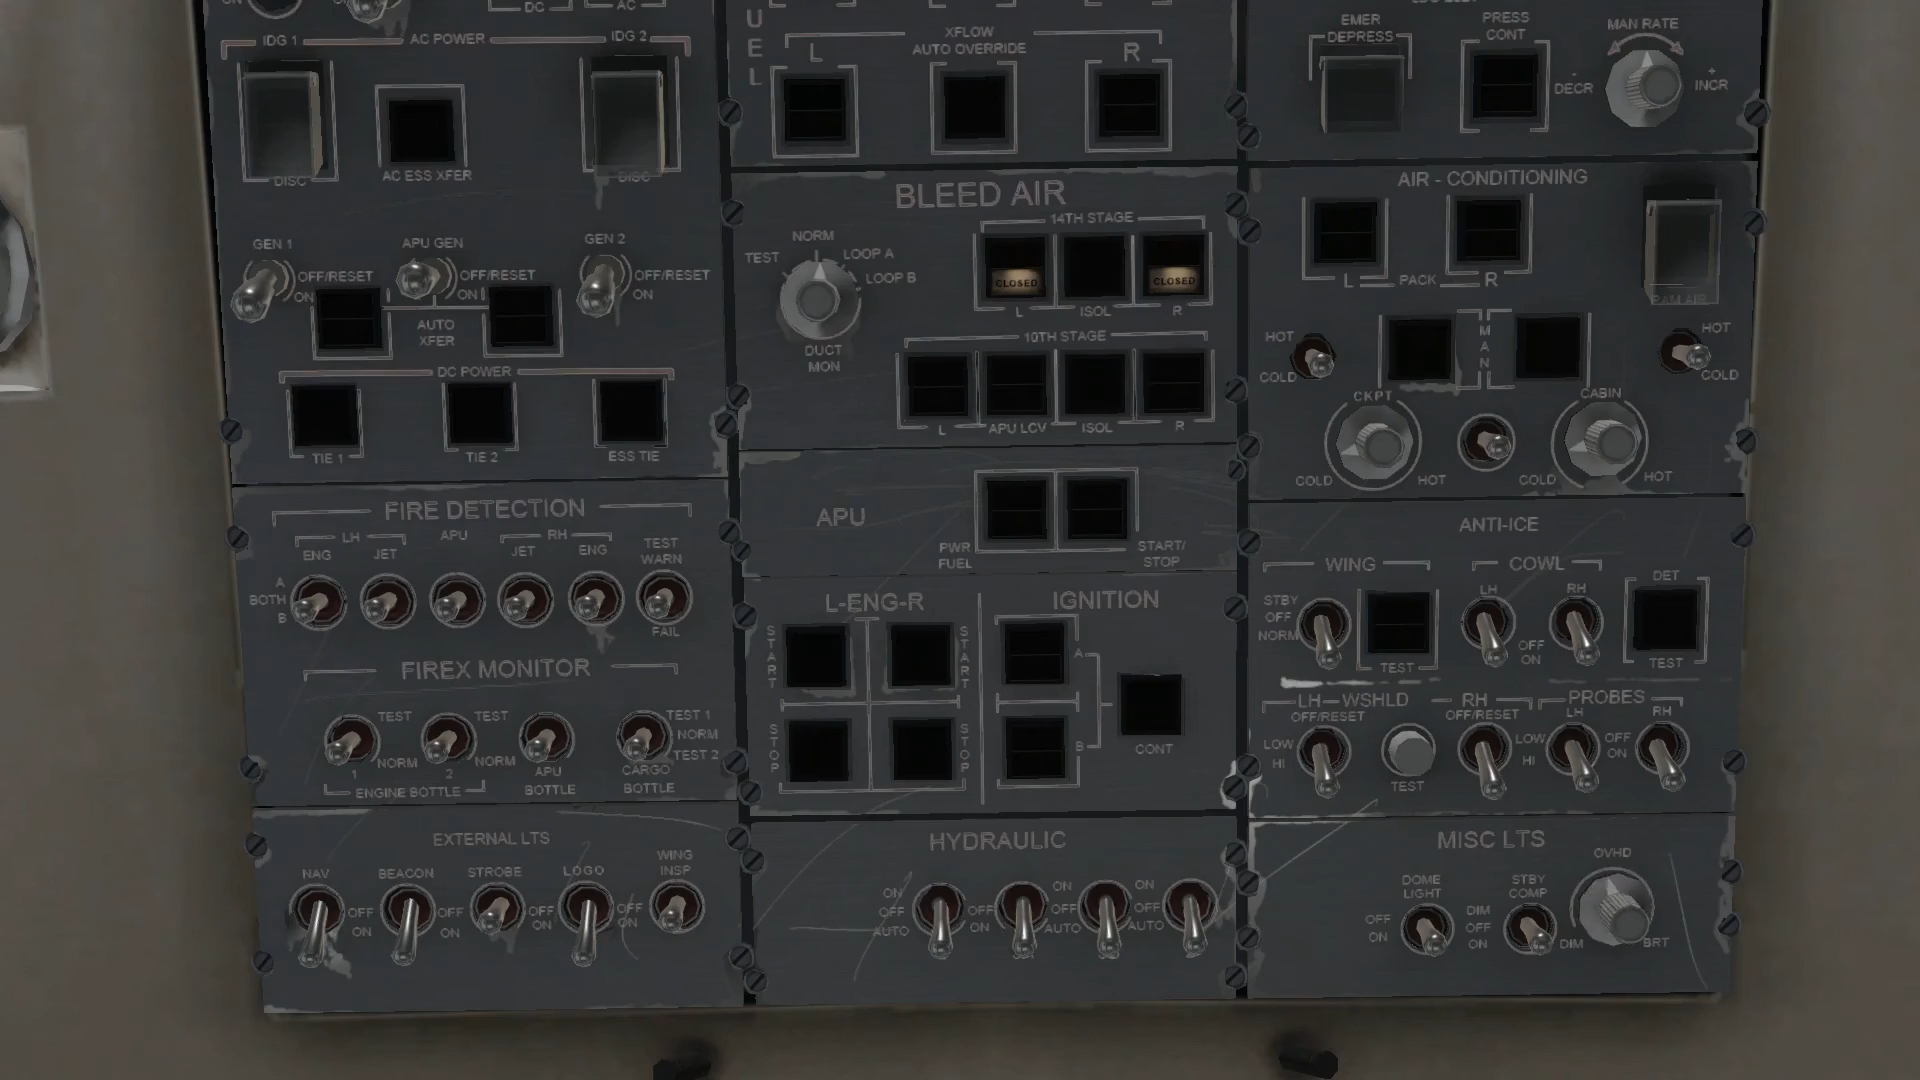 ON
DC
AC
IDG 1
AC POWER
IDG 2
DISC
AC ESS XFER
DISC
GEN 1
APU GEN
GEN 2
OFF/RESET
OFF/RESET
OFF/RESET
ON
ON
ON
AUTO
XFER
DC POWER
TIE 1
TIE 2
ESS TIE
FIRE DETECTION
LH
APU
RH
TEST
WARN
ENG
JET
JET
ENG
A
BOTH
B
FAIL
FIREX MONITOR
TEST
TEST
TEST 1
NORM
TEST 2
NORM
NORM
1
2
APU
BOTTLE
CARGO
BOTTLE
ENGINE BOTTLE
EXTERNAL LTS
NAV
BEACON
STROBE
LOGO
WING
INSP
OFF
ON
OFF
ON
OFF
ON
OFF
ON
UEL
XFLOW
L
AUTO OVERRIDE
R
BLEED AIR
14TH STAGE
NORM
TEST
LOOP A
LOOP B
CLOSED
CLOSED
L
ISOL
R
DUCT
MON
10TH STAGE
L
APU LCV
ISOL
R
APU
PWR
FUEL
START/
STOP
L-ENG-R
IGNITION
START
START
A
STOP
STOP
B
CONT
HYDRAULIC
ON
OFF
AUTO
OFF
ON
ON
OFF
AUTO
ON
OFF
AUTO
EMER
DEPRESS
PRESS
CONT
MAN RATE
-
DECR
+
INCR
AIR - CONDITIONING
L
PACK
R
RAM AIR
HOT
COLD
MAN
HOT
COLD
CKPT
CABIN
COLD
HOT
COLD
HOT
ANTI-ICE
WING
COWL
DET
LH
RH
STBY
OFF
NORM
OFF
ON
TEST
TEST
LH
WSHLD
RH
PROBES
OFF/RESET
OFF/RESET
LH
RH
LOW
HI
LOW
HI
OFF
ON
TEST
MISC LTS
OVHD
DOME
LIGHT
STBY
COMP
OFF
ON
DIM
OFF
ON
DIM
BRT